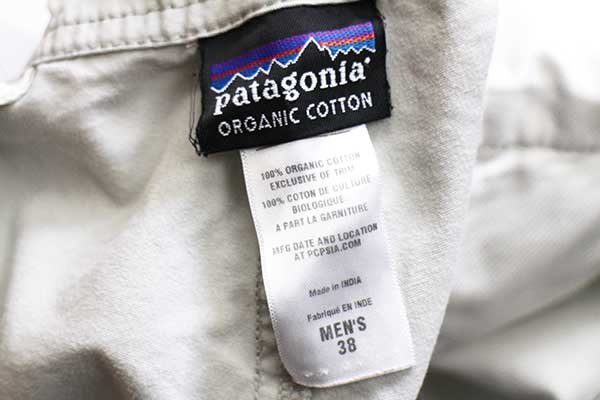 patagonia®
ORGANIC COTTON
100% ORGANIC COTTON
EXCLUSIVE OF TRIM
100% COTON DE CULTURE
BIOLOGIQUE
A PART LA GARNITURE
MFG DATE AND LOCATION
AT PCPSIA.COM
Made in INDIA
Fabriqué EN INDE
MEN'S
38